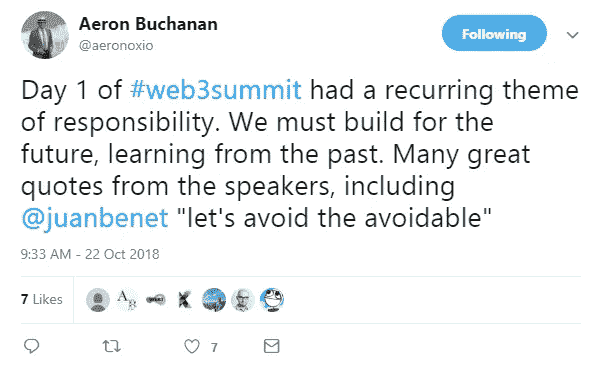 Aeron Buchanan
@aeronoxio
Following
Day 1 of #web3summit had a recurring theme
of responsibility. We must build for the
future, learning from the past. Many great
quotes from the speakers, including
@juanbenet "let's avoid the avoidable"
9:33 AM - 22 Oct 2018
7 Likes
7